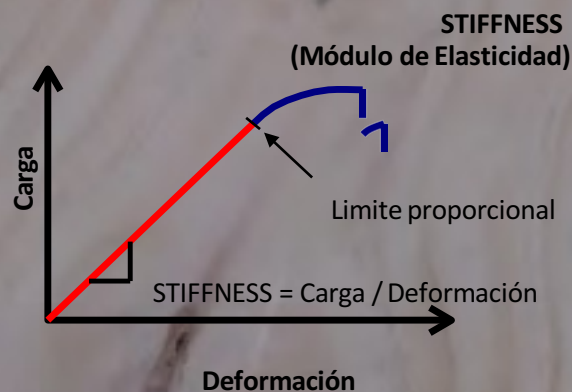 STIFFNESS
(Módulo de Elasticidad)
Carga
Limite proporcional
STIFFNESS = Carga / Deformación
Deformación